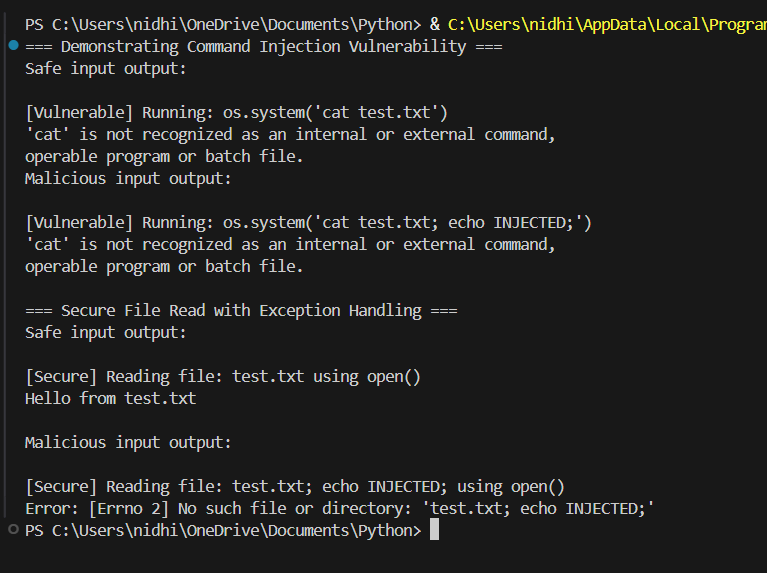 PS C:\Users\nidhi\OneDrive\Documents\Python> & C:\Users\nidhi\AppData\Local\Program
=== Demonstrating Command Injection Vulnerability ===
Safe input output:
[Vulnerable] Running: os.system('cat test.txt')
'cat' is not recognized as an internal or external command,
operable program or batch file.
Malicious input output:
[Vulnerable] Running: os.system('cat test.txt; echo INJECTED;')
'cat' is not recognized as an internal or external command,
operable program or batch file.
=== Secure File Read with Exception Handling ===
Safe input output:
[Secure] Reading file: test.txt using open()
Hello from test.txt
Malicious input output:
[Secure] Reading file: test.txt; echo INJECTED; using open()
Error: [Errno 2] No such file or directory: 'test.txt; echo INJECTED;'
PS C:\Users\nidhi\OneDrive\Documents\Python>